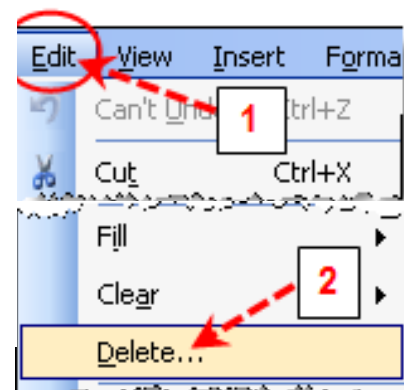 Edit View Insert Forma
Can't Und trl+Z
1
Cut Ctrl+X
Fill
Clear
2
Delete...